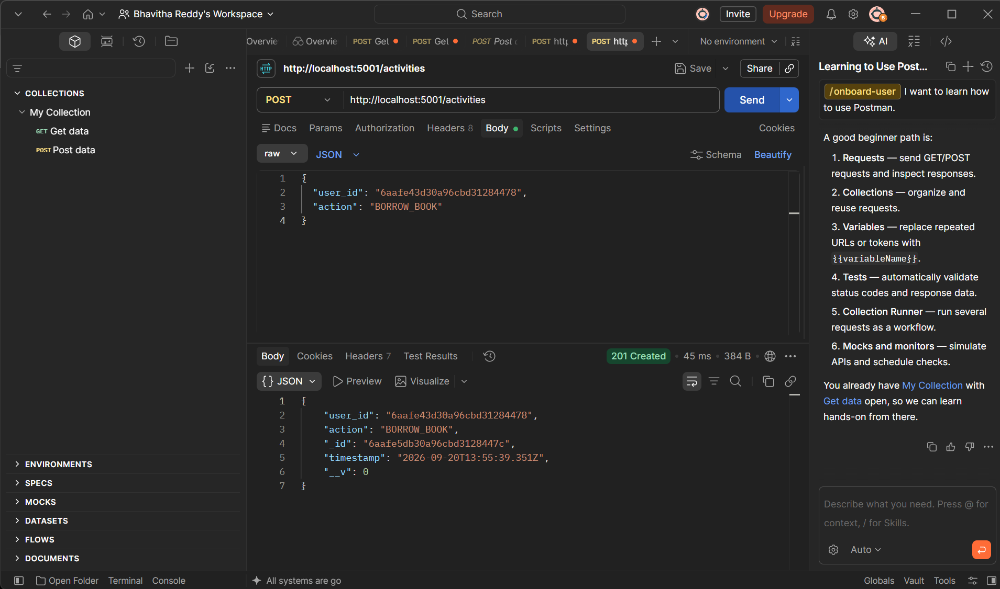 Bhavitha Reddy's Workspace
Search
Invite
Upgrade
Overvie
Overvie
POST Get
POST Get
POST Post
POST http
POST http
No environment
AI
HTTP
http://localhost:5001/activities
Save
Share
POST
http://localhost:5001/activities
Send
Docs
Params
Authorization
Headers 8
Body
Scripts
Settings
Cookies
raw
JSON
Schema
Beautify
1 {
2 "user_id": "6aafe43d30a96cbd31284478",
3 "action": "BORROW_BOOK"
4 }
COLLECTIONS
My Collection
GET Get data
POST Post data
ENVIRONMENTS
SPECS
MOCKS
DATASETS
FLOWS
DOCUMENTS
Body
Cookies
Headers 7
Test Results
201 Created
45 ms
384 B
{} JSON
Preview
Visualize
1 {
2 "user_id": "6aafe43d30a96cbd31284478",
3 "action": "BORROW_BOOK",
4 "_id": "6aafe5db30a96cbd3128447c",
5 "timestamp": "2026-09-20T13:55:39.351Z",
6 "__v": 0
7 }
Learning to Use Post...
/onboard-user I want to learn how
to use Postman.
A good beginner path is:
1. Requests — send GET/POST
requests and inspect responses.
2. Collections — organize and
reuse requests.
3. Variables — replace repeated
URLs or tokens with
{{variableName}}.
4. Tests — automatically validate
status codes and response data.
5. Collection Runner — run several
requests as a workflow.
6. Mocks and monitors — simulate
APIs and schedule checks.
You already have My Collection with
Get data open, so we can learn
hands-on from there.
Describe what you need. Press @ for
context, / for Skills.
Auto
Open Folder
Terminal
Console
All systems are go
Globals
Vault
Tools